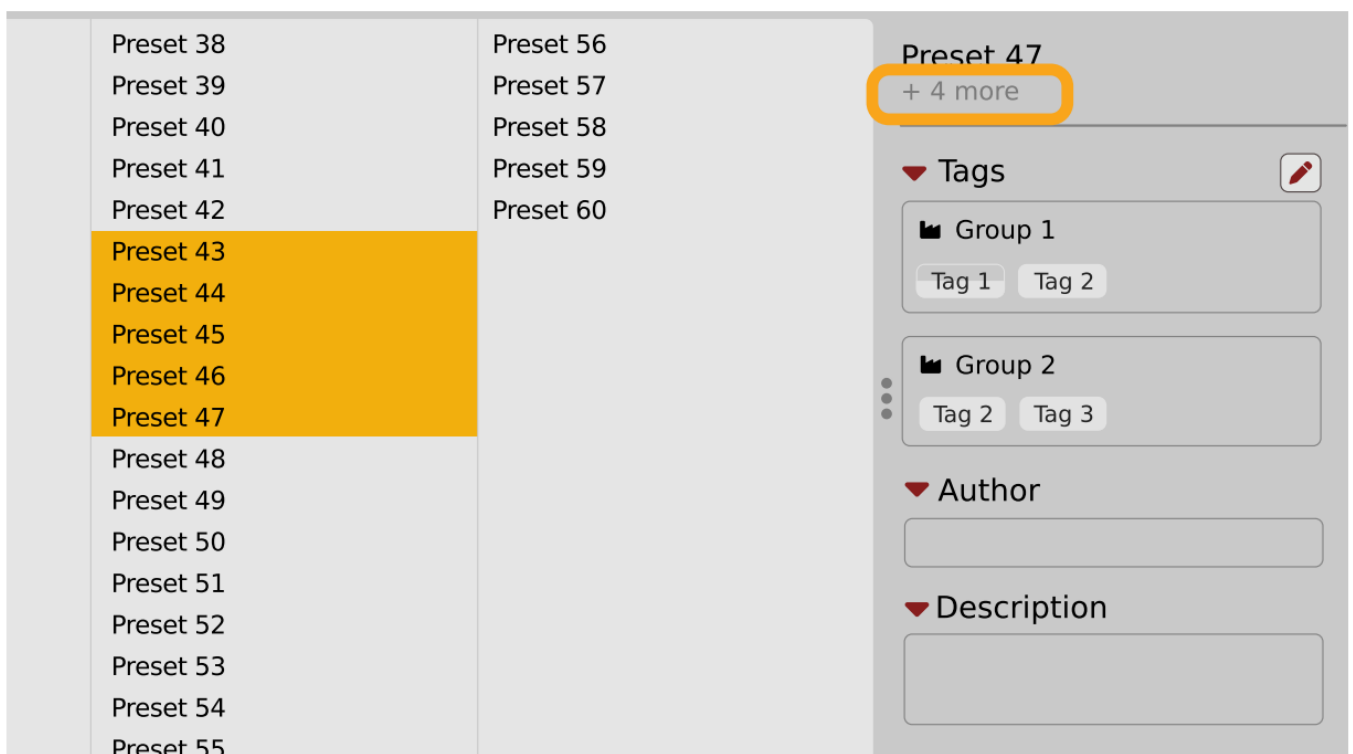 Preset 38
Preset 39
Preset 40
Preset 41
Preset 42
Preset 43
Preset 44
Preset 45
Preset 46
Preset 47
Preset 48
Preset 49
Preset 50
Preset 51
Preset 52
Preset 53
Preset 54
Preset 55
Preset 56
Preset 57
Preset 58
Preset 59
Preset 60
Preset 47
+ 4 more
Tags
Group 1
Tag 1 Tag 2
Group 2
Tag 2 Tag 3
Author
Description